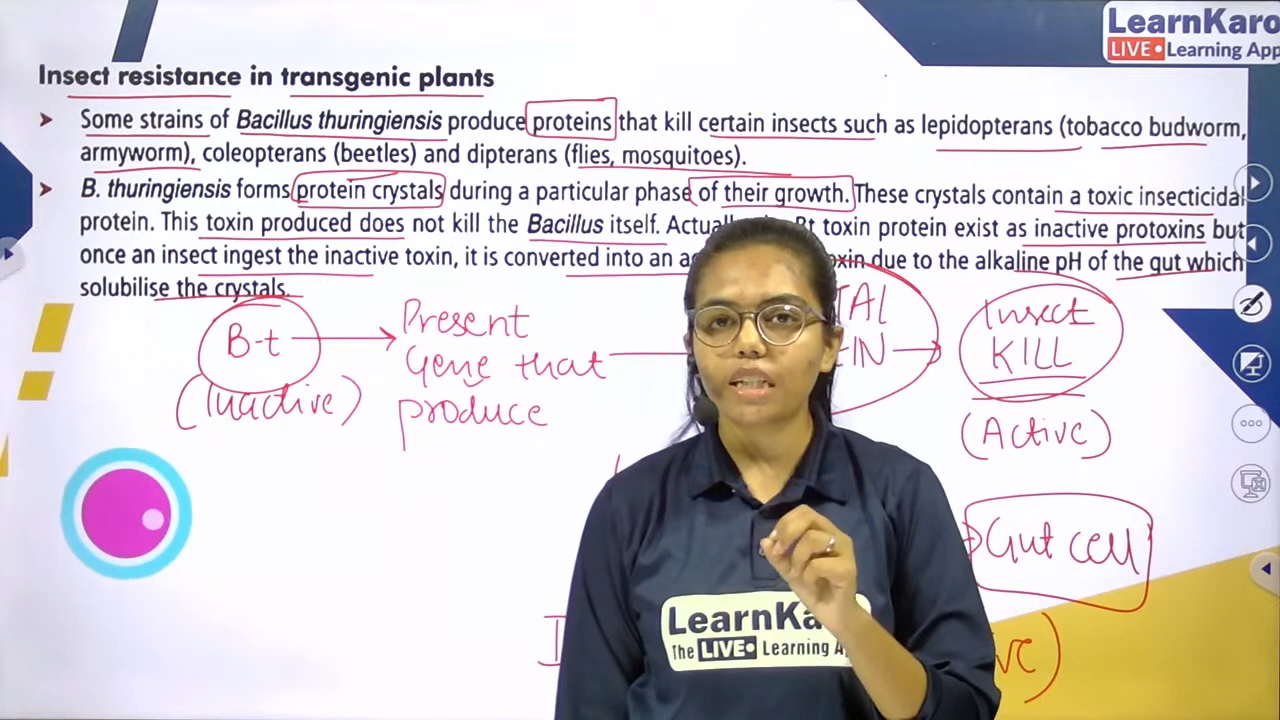 LearnKaro
LIVE• Learning App
Insect resistance in transgenic plants
➤ Some strains of Bacillus thuringiensis produce proteins that kill certain insects such as lepidopterans (tobacco budworm,
armyworm), coleopterans (beetles) and dipterans (flies, mosquitoes).
➤ B. thuringiensis forms protein crystals during a particular phase of their growth. These crystals contain a toxic insecticidal
protein. This toxin produced does not kill the Bacillus itself. Bt toxin protein exist as inactive protoxins but
once an insect ingest the inactive toxin, it is converted into an due to the alkaline pH of the gut which
solubilise the crystals.
B-t
(Inactive)
Present
Gene that
produce
Insect
KILL
(Active)
Gut cell
LearnKaro
The LIVE• Learning